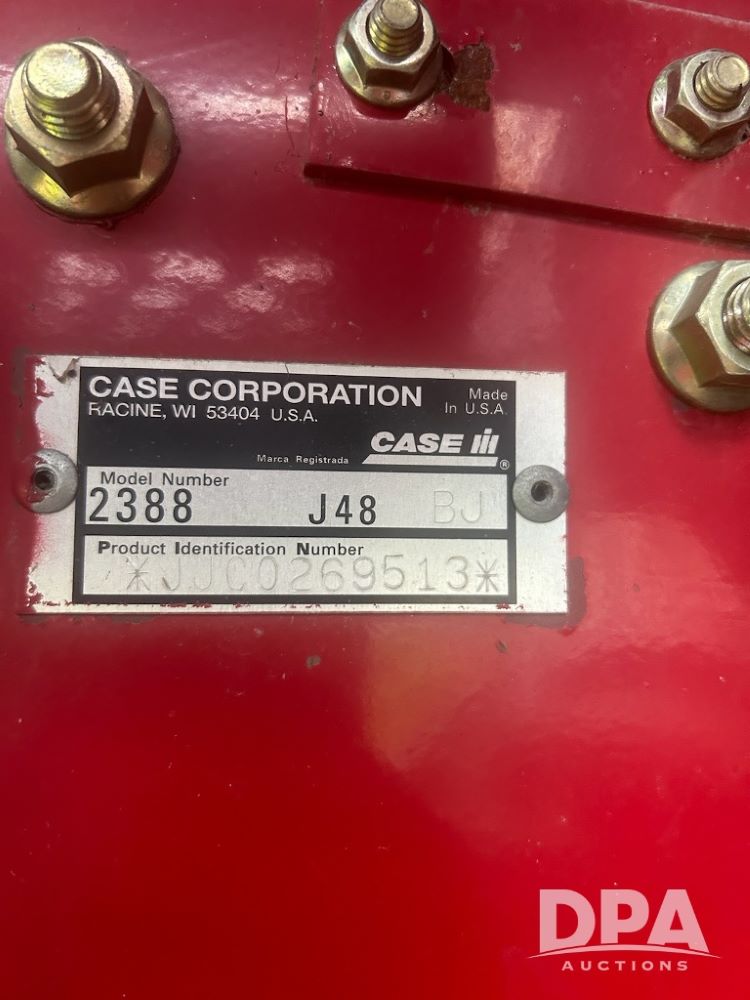 CASE CORPORATION
RACINE, WI 53404 U.S.A.
Made
In U.S.A.
Marca Registrada
CASE IH ®
Model Number
2388 J48 BJ
Product Identification Number
*JJC0269513*
DPA
AUCTIONS